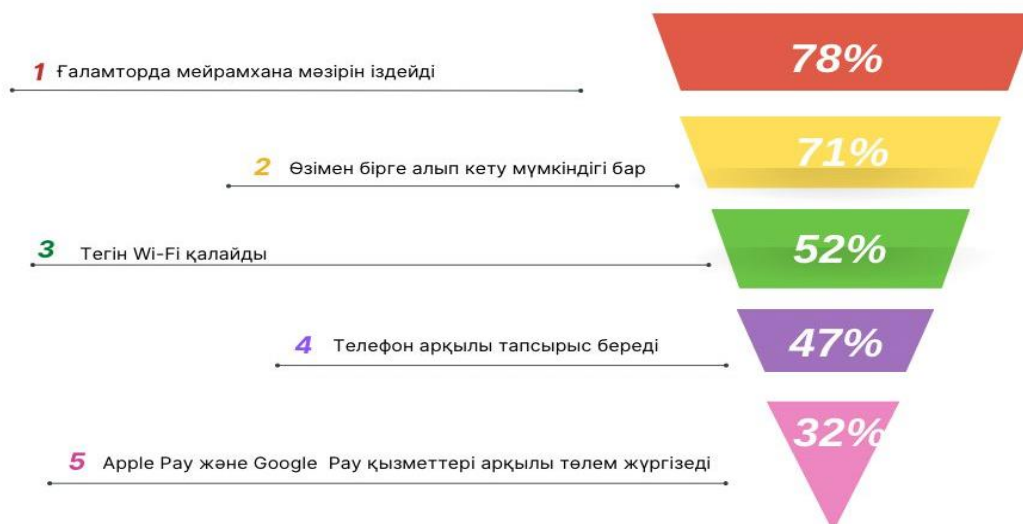 1 Ғаламторда мейрамхана мәзірін іздейді
78%
2 Өзімен бірге алып кету мүмкіндігі бар
71%
3 Тегін Wi-Fi қалайды
52%
4 Телефон арқылы тапсырыс береді
47%
5 Apple Pay және Google Pay қызметтері арқылы төлем жүргізеді
32%